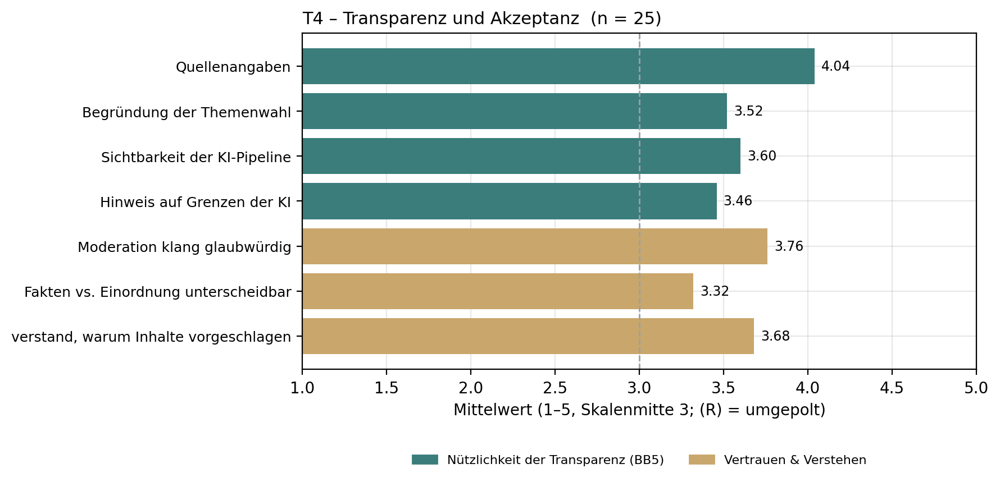 T4 – Transparenz und Akzeptanz  (n = 25)
Quellenangaben 4.04
Begründung der Themenwahl 3.52
Sichtbarkeit der KI-Pipeline 3.60
Hinweis auf Grenzen der KI 3.46
Moderation klang glaubwürdig 3.76
Fakten vs. Einordnung unterscheidbar 3.32
verstand, warum Inhalte vorgeschlagen 3.68
1.0 1.5 2.0 2.5 3.0 3.5 4.0 4.5 5.0
Mittelwert (1–5, Skalenmitte 3; (R) = umgepolt)
Nützlichkeit der Transparenz (BB5) Vertrauen & Verstehen